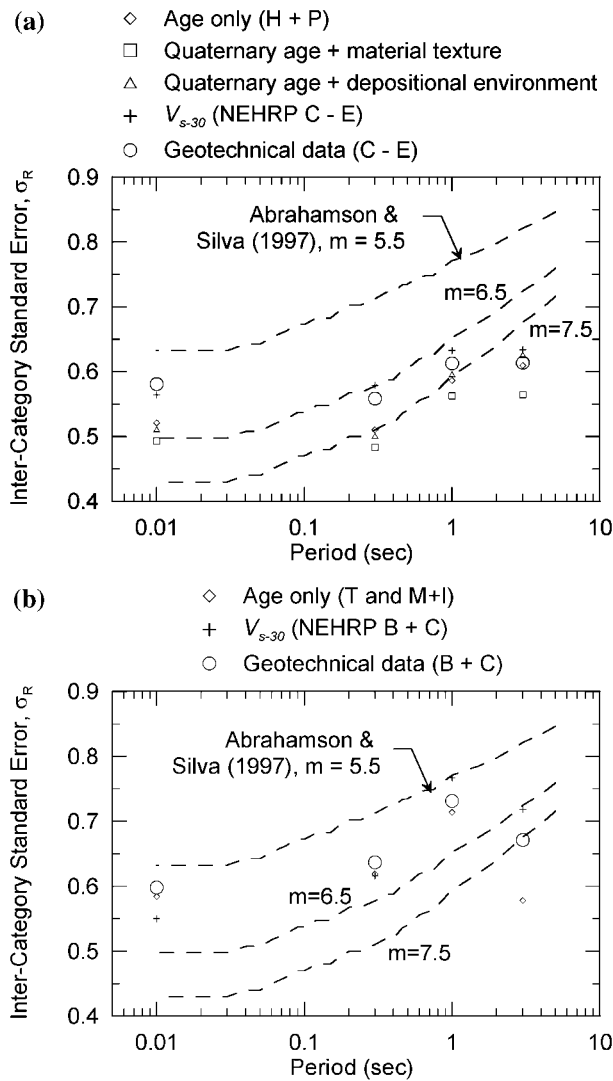 (a)
Age only (H + P)
Quaternary age + material texture
Quaternary age + depositional environment
Vs-30 (NEHRP C - E)
Geotechnical data (C - E)
Inter-Category Standard Error, σR
0.9
0.8
0.7
0.6
0.5
0.4
Abrahamson &
Silva (1997), m = 5.5
m=6.5
m=7.5
0.01
0.1
1
10
Period (sec)
(b)
Age only (T and M+I)
Vs-30 (NEHRP B + C)
Geotechnical data (B + C)
Inter-Category Standard Error, σR
0.9
0.8
0.7
0.6
0.5
0.4
Abrahamson &
Silva (1997), m = 5.5
m=6.5
m=7.5
0.01
0.1
1
10
Period (sec)